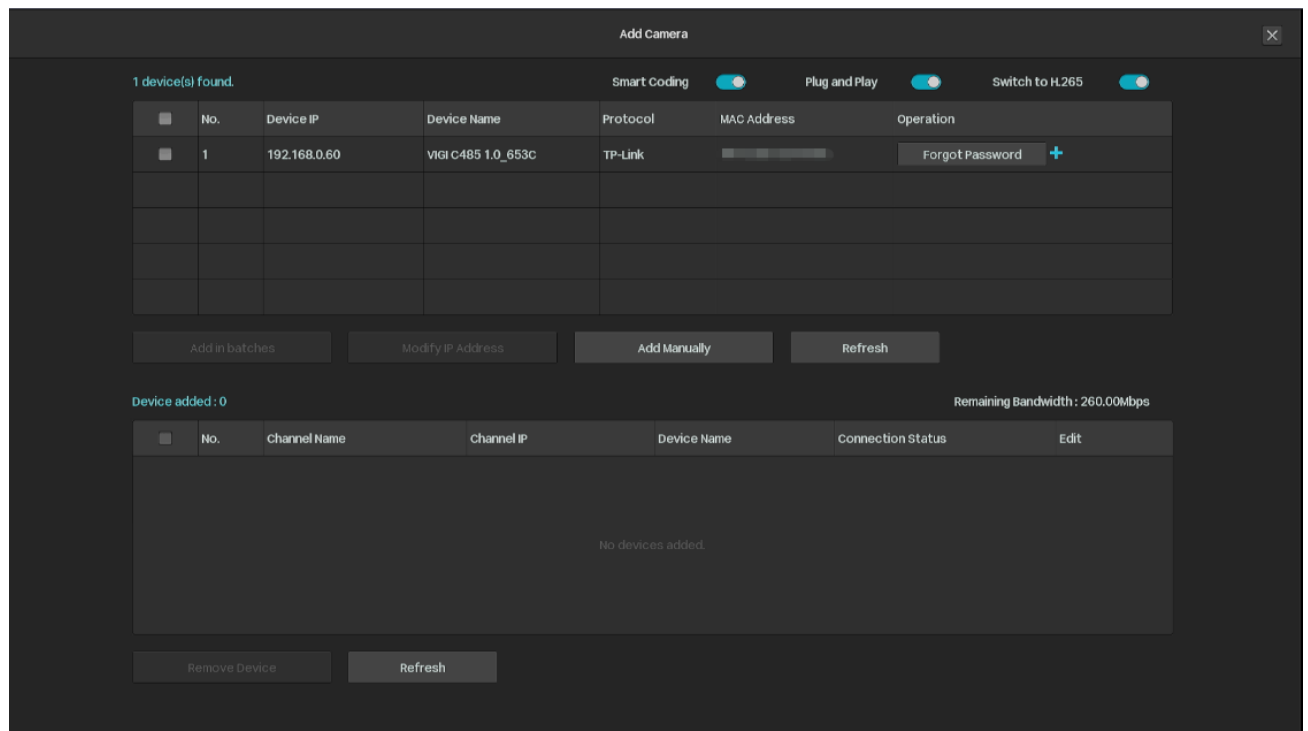 Add Camera
1 device(s) found. Smart Coding Plug and Play Switch to H.265
No. Device IP Device Name Protocol MAC Address Operation
1 192.168.0.60 VIGI C485 1.0_653C TP-Link Forgot Password +
Add in batches Modify IP Address Add Manually Refresh
Device added : 0 Remaining Bandwidth : 260.00Mbps
No. Channel Name Channel IP Device Name Connection Status Edit
No devices added.
Remove Device Refresh